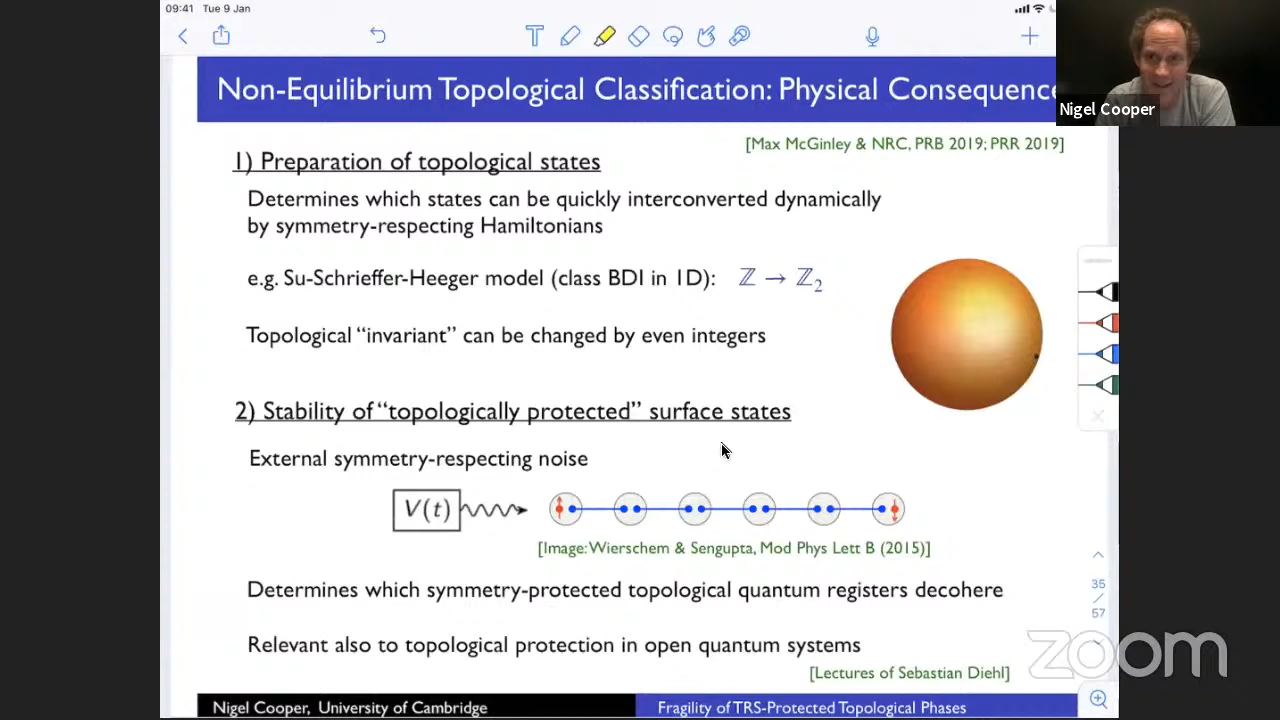 09:41 Tue 9 Jan
Non-Equilibrium Topological Classification: Physical Consequence
Nigel Cooper
[Max McGinley & NRC, PRB 2019; PRR 2019]
1) Preparation of topological states
Determines which states can be quickly interconverted dynamically
by symmetry-respecting Hamiltonians
e.g. Su-Schrieffer-Heeger model (class BDI in 1D): ℤ → ℤ₂
Topological “invariant” can be changed by even integers
2) Stability of “topologically protected” surface states
External symmetry-respecting noise
V(t)
[Image: Wierschem & Sengupta, Mod Phys Lett B (2015)]
Determines which symmetry-protected topological quantum registers decohere
35
/
57
Relevant also to topological protection in open quantum systems
zoom
[Lectures of Sebastian Diehl]
Nigel Cooper, University of Cambridge
Fragility of TRS-Protected Topological Phases